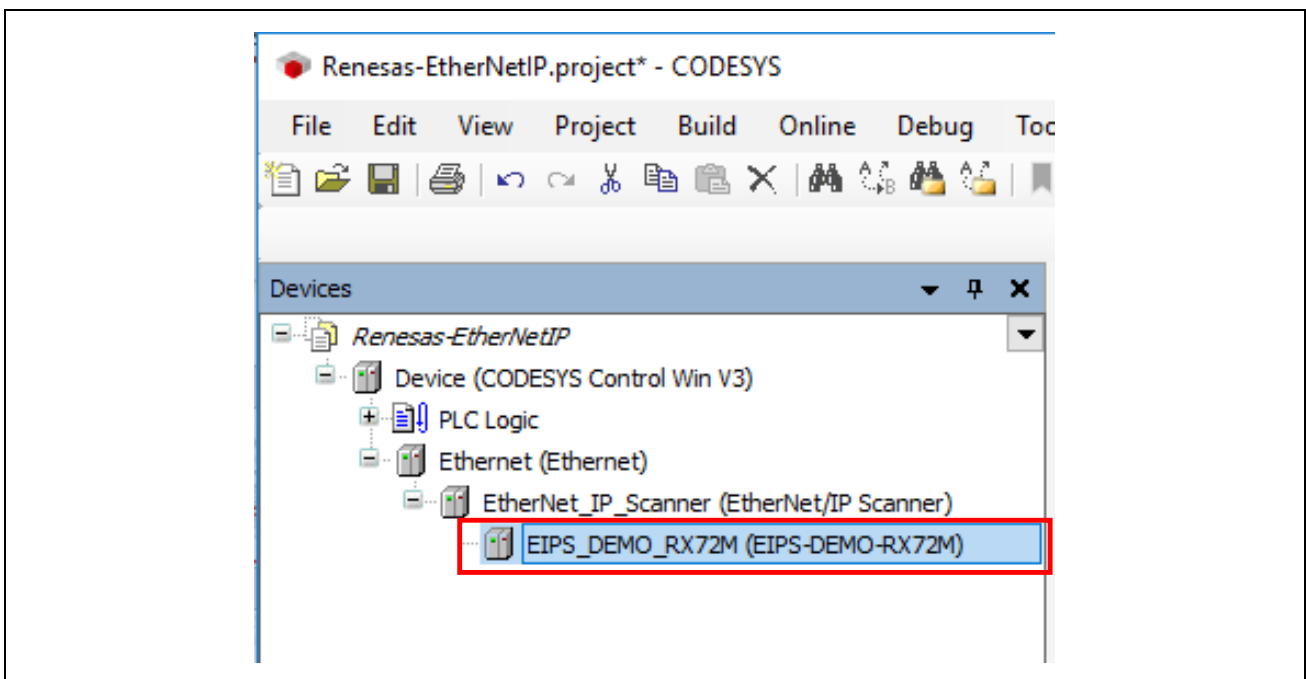 Renesas-EtherNetIP.project* - CODESYS
File Edit View Project Build Online Debug Too
Devices
Renesas-EtherNetIP
Device (CODESYS Control Win V3)
PLC Logic
Ethernet (Ethernet)
EtherNet_IP_Scanner (EtherNet/IP Scanner)
EIPS_DEMO_RX72M (EIPS-DEMO-RX72M)